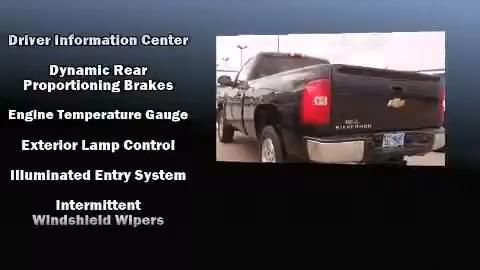 Driver Information Center
Dynamic Rear
Proportioning Brakes
Engine Temperature Gauge
Exterior Lamp Control
Illuminated Entry System
Intermittent
Windshield Wipers
SILVERADO